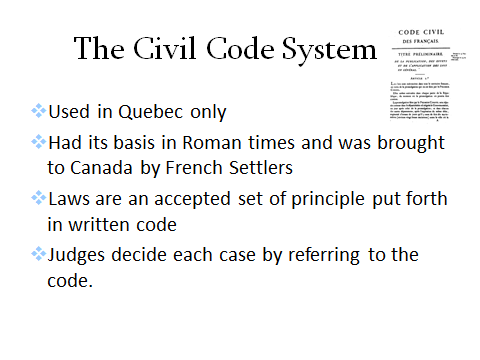 The Civil Code System
CODE CIVIL
DES FRANÇAIS
TITRE PRÉLIMINAIRE
Used in Quebec only
Had its basis in Roman times and was brought
to Canada by French Settlers
Laws are an accepted set of principle put forth
in written code
Judges decide each case by referring to the
code.